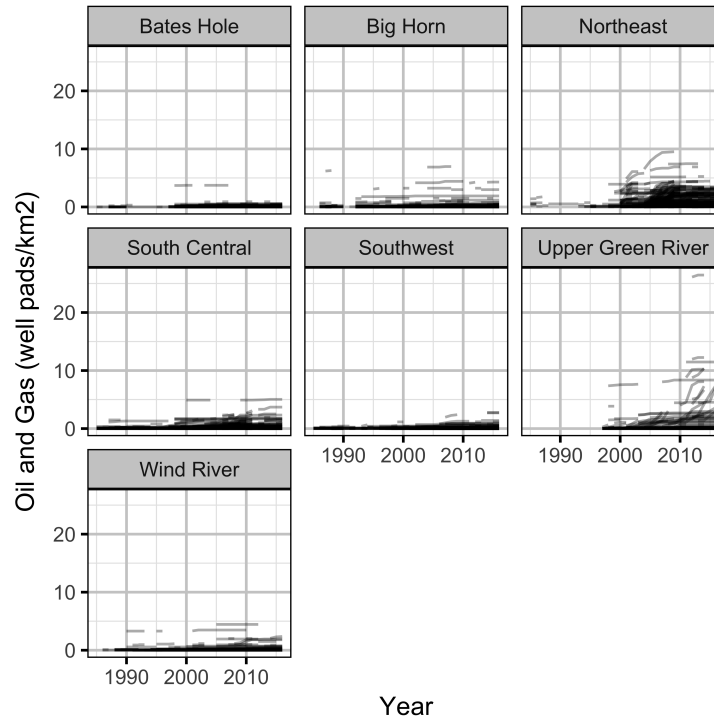 Bates Hole
Big Horn
Northeast
20
10
0
South Central
Southwest
Upper Green River
20
10
0
1990
2000
2010
1990
2000
2010
Wind River
20
10
0
1990
2000
2010
Oil and Gas (well pads/km2)
Year